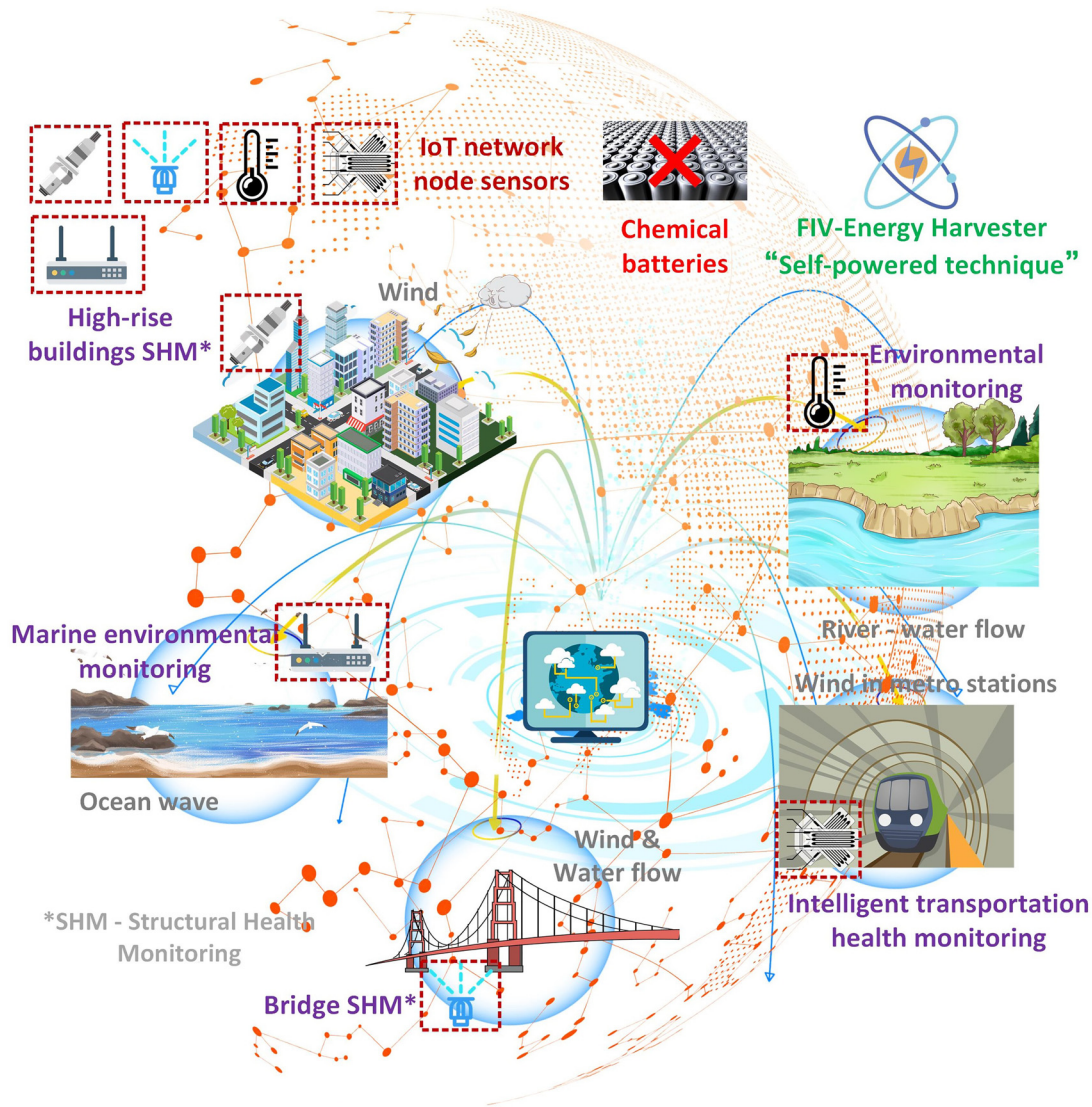 IoT network
node sensors
Chemical
batteries
FIV-Energy Harvester
“Self-powered technique”
High-rise
buildings SHM*
Wind
Environmental
monitoring
Marine environmental
monitoring
River - water flow
Wind in metro stations
Ocean wave
Wind &
Water flow
*SHM - Structural Health
Monitoring
Intelligent transportation
health monitoring
Bridge SHM*